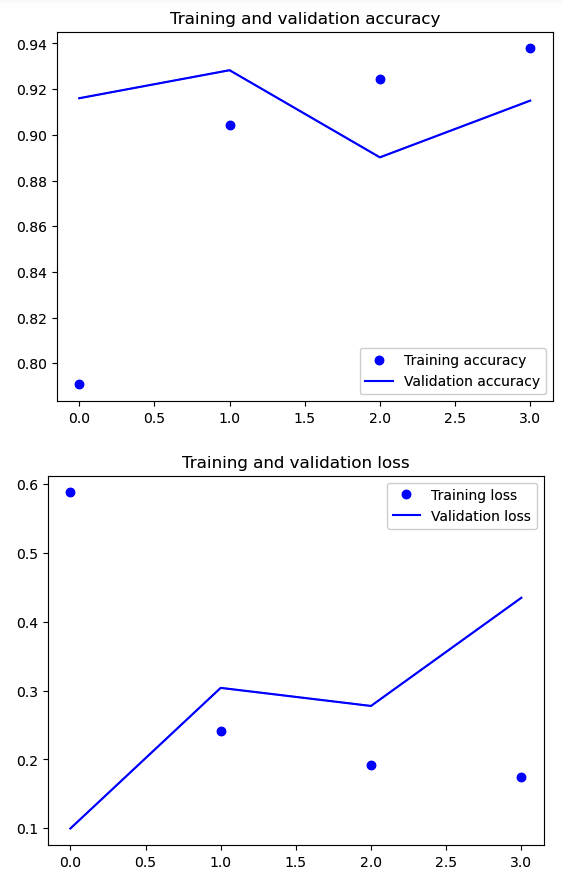 Training and validation accuracy
0.94
0.92
0.90
0.88
0.86
0.84
0.82
0.80
Training accuracy
Validation accuracy
0.0 0.5 1.0 1.5 2.0 2.5 3.0
Training and validation loss
0.6
Training loss
Validation loss
0.5
0.4
0.3
0.2
0.1
0.0 0.5 1.0 1.5 2.0 2.5 3.0